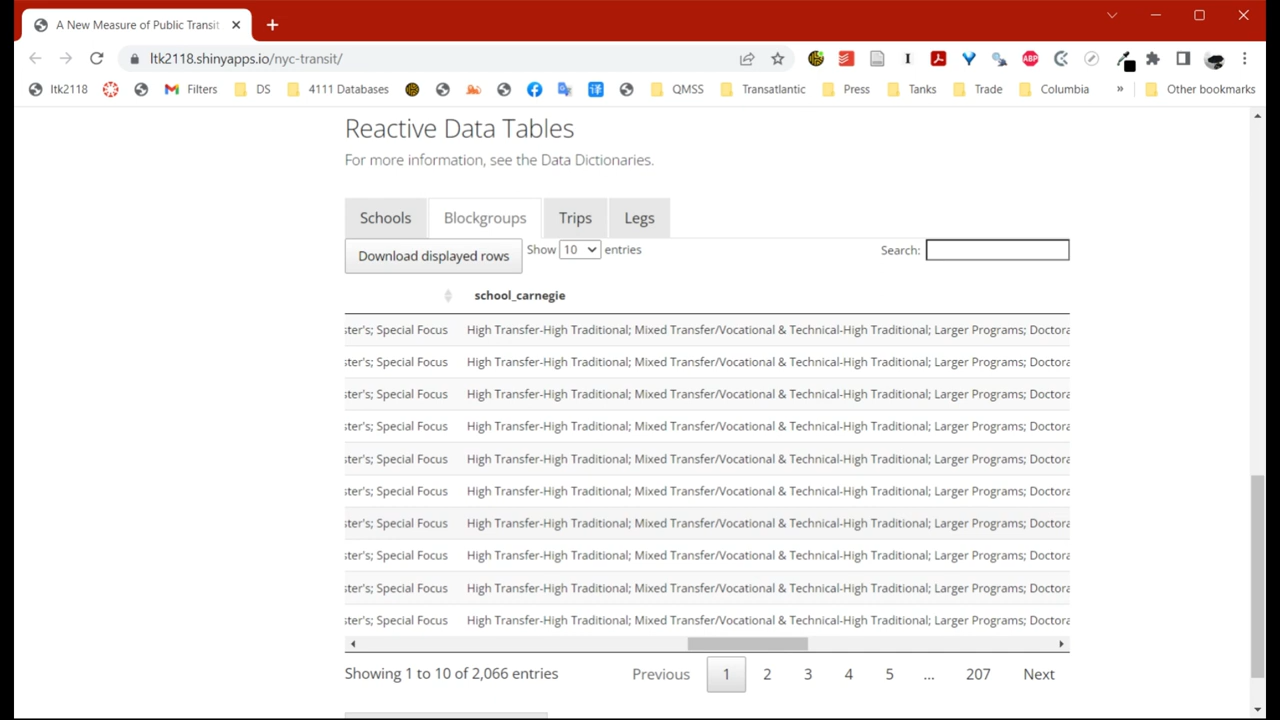 A New Measure of Public Transit
ltk2118.shinyapps.io/nyc-transit/
ABP
ltk2118 Filters DS 4111 Databases QMSS Transatlantic Press Tanks Trade Columbia » Other bookmarks
Reactive Data Tables
For more information, see the Data Dictionaries.
Schools Blockgroups Trips Legs
Download displayed rows Show 10 entries Search:
school_carnegie
ster's; Special Focus High Transfer-High Traditional; Mixed Transfer/Vocational & Technical-High Traditional; Larger Programs; Doctora
ster's; Special Focus High Transfer-High Traditional; Mixed Transfer/Vocational & Technical-High Traditional; Larger Programs; Doctora
ster's; Special Focus High Transfer-High Traditional; Mixed Transfer/Vocational & Technical-High Traditional; Larger Programs; Doctora
ster's; Special Focus High Transfer-High Traditional; Mixed Transfer/Vocational & Technical-High Traditional; Larger Programs; Doctora
ster's; Special Focus High Transfer-High Traditional; Mixed Transfer/Vocational & Technical-High Traditional; Larger Programs; Doctora
ster's; Special Focus High Transfer-High Traditional; Mixed Transfer/Vocational & Technical-High Traditional; Larger Programs; Doctora
ster's; Special Focus High Transfer-High Traditional; Mixed Transfer/Vocational & Technical-High Traditional; Larger Programs; Doctora
ster's; Special Focus High Transfer-High Traditional; Mixed Transfer/Vocational & Technical-High Traditional; Larger Programs; Doctora
ster's; Special Focus High Transfer-High Traditional; Mixed Transfer/Vocational & Technical-High Traditional; Larger Programs; Doctora
ster's; Special Focus High Transfer-High Traditional; Mixed Transfer/Vocational & Technical-High Traditional; Larger Programs; Doctora
Showing 1 to 10 of 2,066 entries Previous 1 2 3 4 5 ... 207 Next